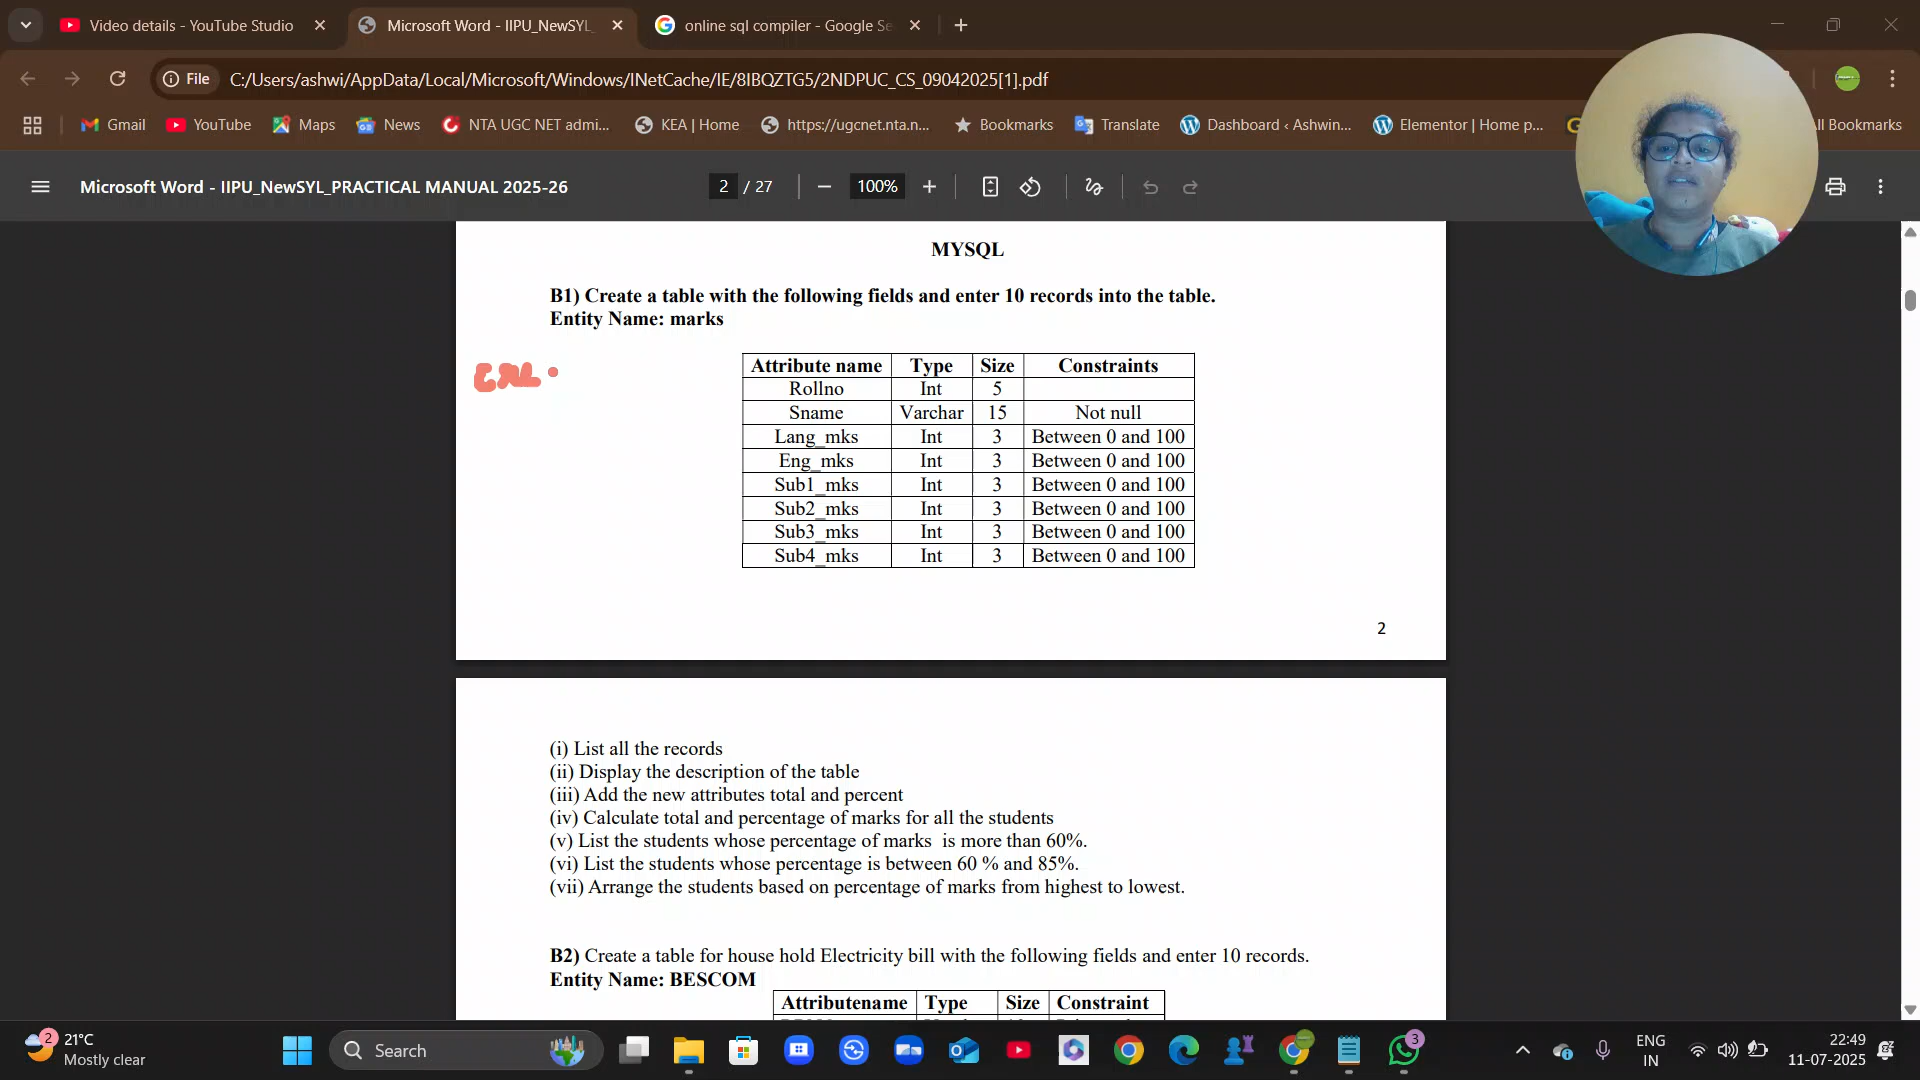 Video details - YouTube Studio
Microsoft Word - IIPU_NewSYL_
online sql compiler - Google Se
File
C:/Users/ashwi/AppData/Local/Microsoft/Windows/INetCache/IE/8IBQZTG5/2NDPUC_CS_09042025[1].pdf
Gmail
YouTube
Maps
News
NTA UGC NET admi...
KEA | Home
https://ugcnet.nta.n...
Bookmarks
Translate
Dashboard ‹ Ashwin...
Elementor | Home p...
ll Bookmarks
Microsoft Word - IIPU_NewSYL_PRACTICAL MANUAL 2025-26
2 / 27
100%
MYSQL
B1) Create a table with the following fields and enter 10 records into the table.
Entity Name: marks
Attribute name Type Size Constraints
Rollno Int 5
Sname Varchar 15 Not null
Lang_mks Int 3 Between 0 and 100
Eng_mks Int 3 Between 0 and 100
Sub1_mks Int 3 Between 0 and 100
Sub2_mks Int 3 Between 0 and 100
Sub3_mks Int 3 Between 0 and 100
Sub4_mks Int 3 Between 0 and 100
2
(i) List all the records
(ii) Display the description of the table
(iii) Add the new attributes total and percent
(iv) Calculate total and percentage of marks for all the students
(v) List the students whose percentage of marks is more than 60%.
(vi) List the students whose percentage is between 60 % and 85%.
(vii) Arrange the students based on percentage of marks from highest to lowest.
B2) Create a table for house hold Electricity bill with the following fields and enter 10 records.
Entity Name: BESCOM
Attributename Type Size Constraint
2
21°C
Mostly clear
Search
3
ENG
IN
22:49
11-07-2025